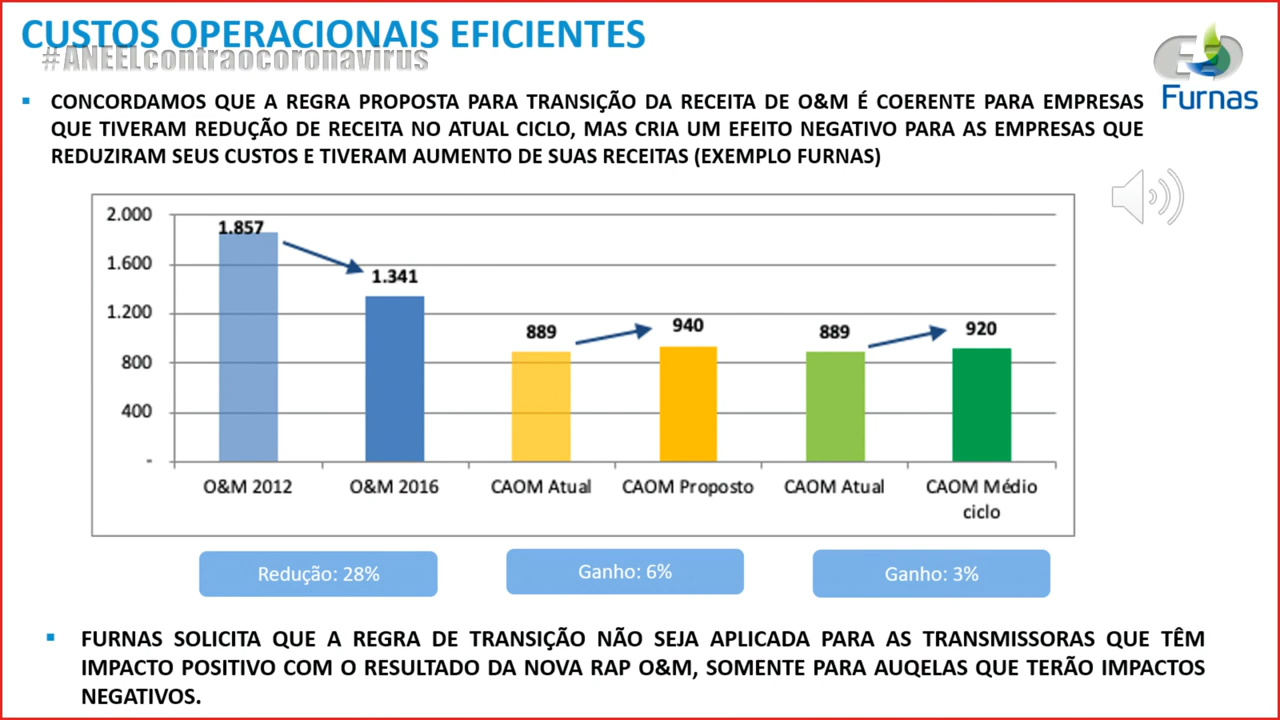 CUSTOS OPERACIONAIS EFICIENTES
#ANEELcontraocoronavirus
Furnas
▪ CONCORDAMOS QUE A REGRA PROPOSTA PARA TRANSIÇÃO DA RECEITA DE O&M É COERENTE PARA EMPRESAS
QUE TIVERAM REDUÇÃO DE RECEITA NO ATUAL CICLO, MAS CRIA UM EFEITO NEGATIVO PARA AS EMPRESAS QUE
REDUZIRAM SEUS CUSTOS E TIVERAM AUMENTO DE SUAS RECEITAS (EXEMPLO FURNAS)
2.000
1.600
1.200
800
400
-
1.857
1.341
889
940
889
920
O&M 2012
O&M 2016
CAOM Atual
CAOM Proposto
CAOM Atual
CAOM Médio
ciclo
Redução: 28%
Ganho: 6%
Ganho: 3%
▪ FURNAS SOLICITA QUE A REGRA DE TRANSIÇÃO NÃO SEJA APLICADA PARA AS TRANSMISSORAS QUE TÊM
IMPACTO POSITIVO COM O RESULTADO DA NOVA RAP O&M, SOMENTE PARA AUQELAS QUE TERÃO IMPACTOS
NEGATIVOS.